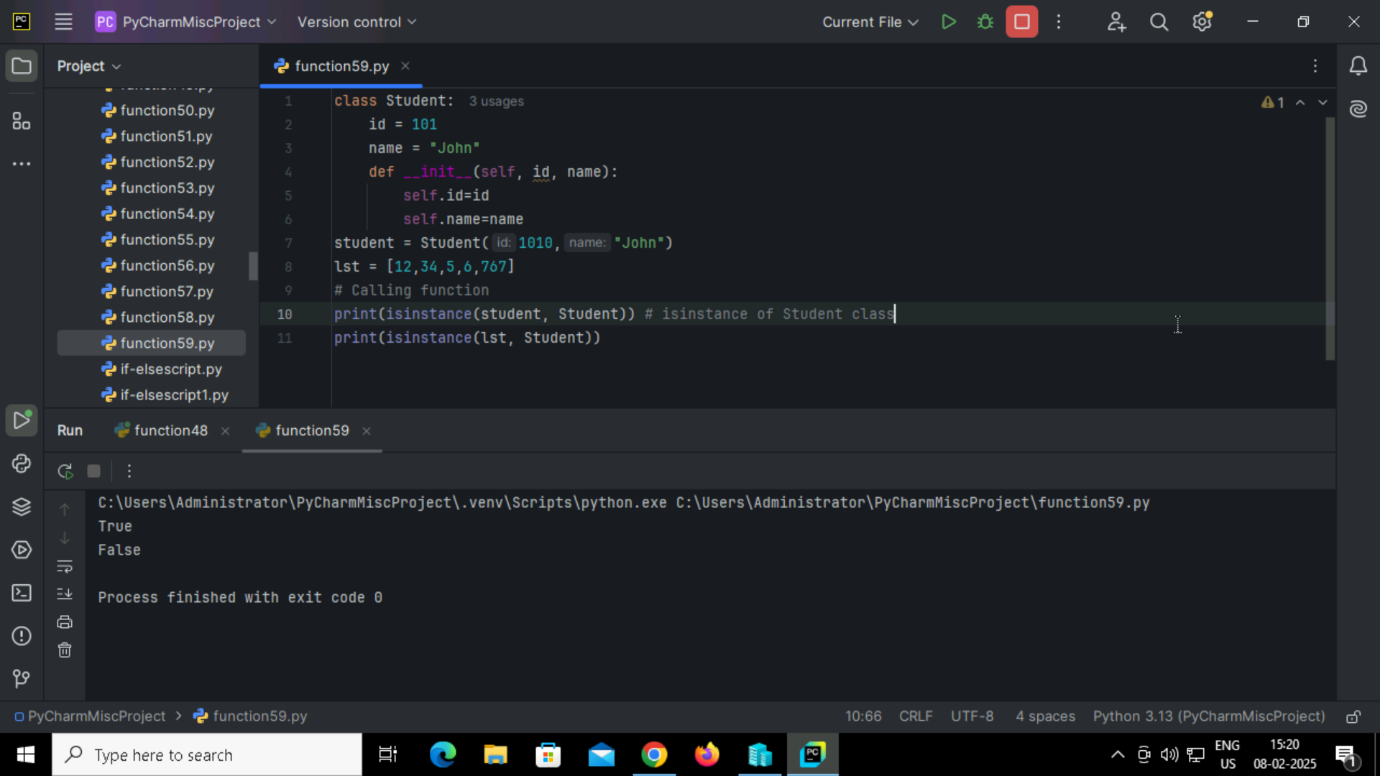 PC PyCharmMiscProject Version control Current File
Project
function59.py
function50.py
function51.py
function52.py
function53.py
function54.py
function55.py
function56.py
function57.py
function58.py
function59.py
if-elsescript.py
if-elsescript1.py
1 class Student: 3 usages
2 id = 101
3 name = "John"
4 def __init__(self, id, name):
5 self.id=id
6 self.name=name
7 student = Student( id: 1010, name: "John")
8 lst = [12,34,5,6,767]
9 # Calling function
10 print(isinstance(student, Student)) # isinstance of Student class
11 print(isinstance(lst, Student))
1
Run function48 function59
C:\Users\Administrator\PyCharmMiscProject\.venv\Scripts\python.exe C:\Users\Administrator\PyCharmMiscProject\function59.py
True
False
Process finished with exit code 0
PyCharmMiscProject > function59.py 10:66 CRLF UTF-8 4 spaces Python 3.13 (PyCharmMiscProject)
Type here to search
PC
ENG
US
15:20
08-02-2025
1